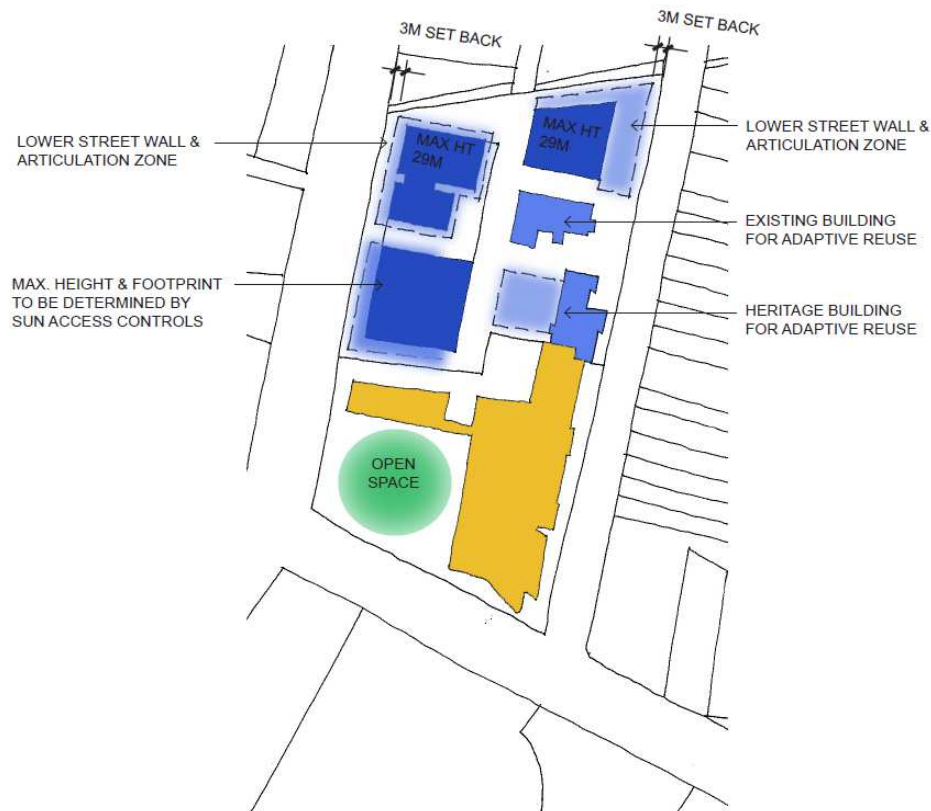 3M SET BACK
3M SET BACK
LOWER STREET WALL &
ARTICULATION ZONE
MAX HT
29M
MAX HT
29M
LOWER STREET WALL &
ARTICULATION ZONE
EXISTING BUILDING
FOR ADAPTIVE REUSE
MAX. HEIGHT & FOOTPRINT
TO BE DETERMINED BY
SUN ACCESS CONTROLS
HERITAGE BUILDING
FOR ADAPTIVE REUSE
OPEN
SPACE